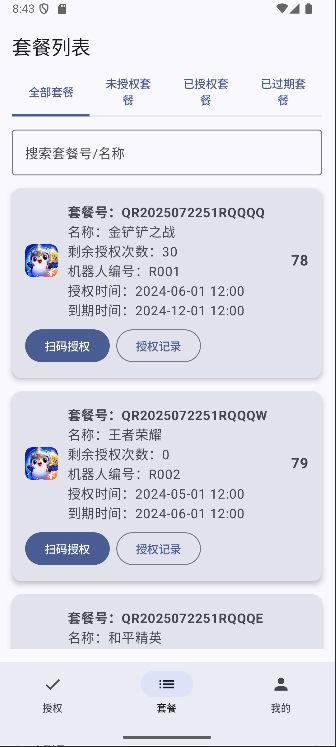 8:43
套餐列表
全部套餐
未授权套
餐
已授权套
餐
已过期套
餐
搜索套餐号/名称
套餐号：QR2025072251RQQQQ
名称：金铲铲之战
剩余授权次数：30
机器人编号：R001
授权时间：2024-06-01 12:00
到期时间：2024-12-01 12:00
78
扫码授权
授权记录
套餐号：QR2025072251RQQQW
名称：王者荣耀
剩余授权次数：0
机器人编号：R002
授权时间：2024-05-01 12:00
到期时间：2024-06-01 12:00
79
扫码授权
授权记录
套餐号：QR2025072251RQQQE
名称：和平精英
授权
套餐
我的